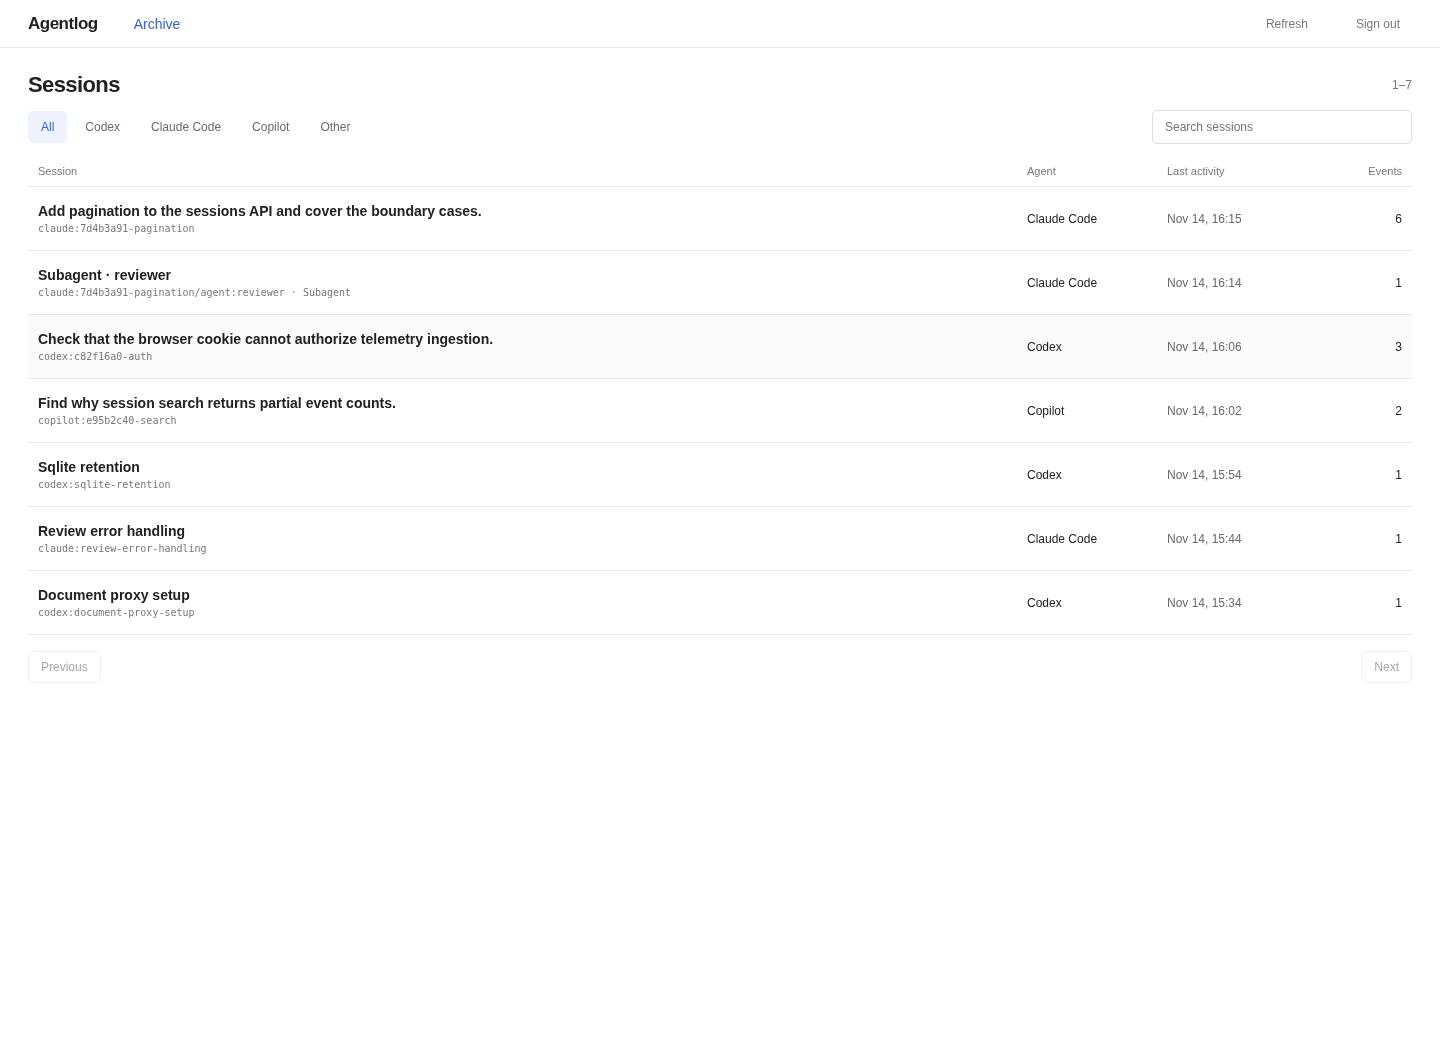 Agentlog Archive Refresh Sign out
Sessions 1–7
All Codex Claude Code Copilot Other Search sessions
Session Agent Last activity Events
Add pagination to the sessions API and cover the boundary cases.
claude:7d4b3a91-pagination
Claude Code Nov 14, 16:15 6
Subagent · reviewer
claude:7d4b3a91-pagination/agent:reviewer · Subagent
Claude Code Nov 14, 16:14 1
Check that the browser cookie cannot authorize telemetry ingestion.
codex:c82f16a0-auth
Codex Nov 14, 16:06 3
Find why session search returns partial event counts.
copilot:e95b2c40-search
Copilot Nov 14, 16:02 2
Sqlite retention
codex:sqlite-retention
Codex Nov 14, 15:54 1
Review error handling
claude:review-error-handling
Claude Code Nov 14, 15:44 1
Document proxy setup
codex:document-proxy-setup
Codex Nov 14, 15:34 1
Previous Next